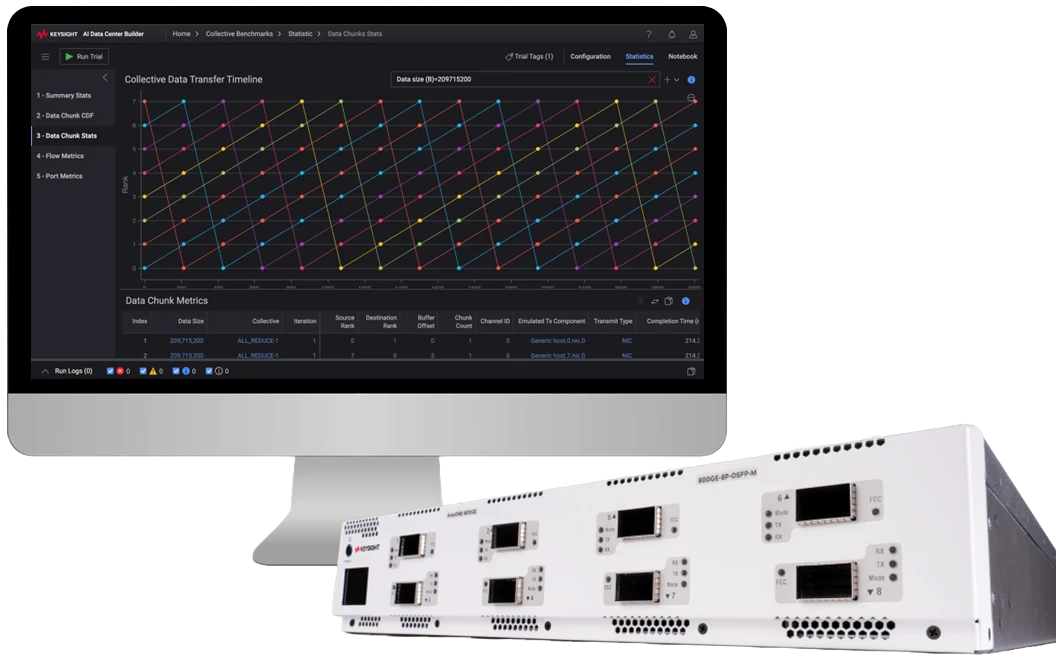 KEYSIGHT AI Data Center Builder
Home > Collective Benchmarks > Statistic > Data Chunks Stats
?
Run Trial
Trial Tags (1)
Configuration
Statistics
Notebook
1 - Summary Stats
2 - Data Chunk CDF
3 - Data Chunk Stats
4 - Flow Metrics
5 - Port Metrics
Collective Data Transfer Timeline
Data size (B)=209715200
Rank
7
6
5
4
3
2
1
0
Data Chunk Metrics
Index Data Size Collective Iteration Source Rank Destination Rank Buffer Offset Chunk Count Channel ID Emulated Tx Component Transmit Type Completion Time (
1 209,715,200 ALL_REDUCE-1 1 0 1 0 1 0 Generic host.0.nic.0 NIC 214.
2 209,715,200 ALL_REDUCE-1 1 7 0 3 1 0 Generic host.7.nic.0 NIC 214.
Run Logs (0) 0 0 0 0
KEYSIGHT
800GE-8P-OSFP-M
2
4
5
Mode
TX
RX
FEC
FEC
RX
TX
Mode
7
6
Mode
TX
RX
FEC
FEC
RX
TX
Mode
8